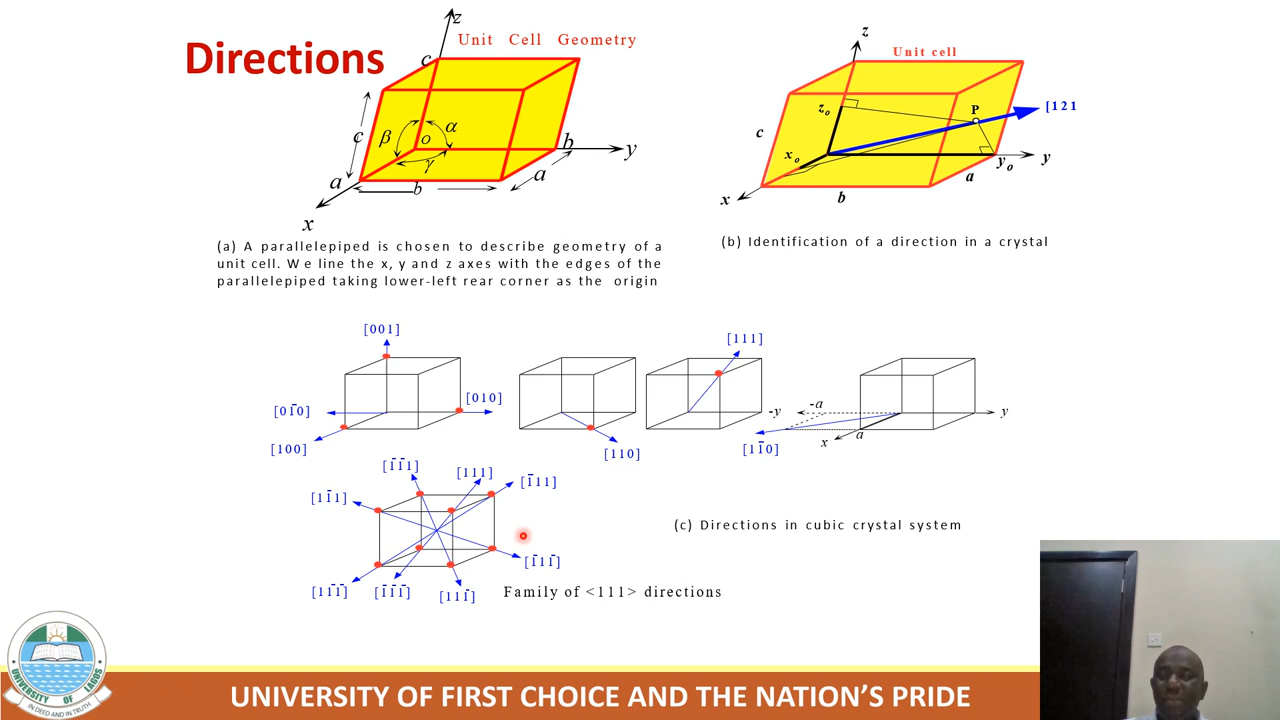 Directions
z
Unit Cell Geometry
c
β
α
o
γ
c
b
y
a
a
b
x
(a) A parallelepiped is chosen to describe geometry of a
unit cell. We line the x, y and z axes with the edges of the
parallelepiped taking lower-left rear corner as the origin
z
Unit cell
zₒ
P
[121
c
xₒ
yₒ
y
a
x
b
(b) Identification of a direction in a crystal
[001]
[01̄0]
[010]
[100]
[110]
[111]
-y
-a
y
x
a
[11̄0]
[1̄1̄1]
[111]
[1̄11]
[11̄1]
[1̄11̄]
[11̄1̄]
[1̄1̄1̄]
[111̄]
(c) Directions in cubic crystal system
Family of <111> directions
UNIVERSITY OF LAGOS
IN DEED AND IN TRUTH
UNIVERSITY OF FIRST CHOICE AND THE NATION'S PRIDE